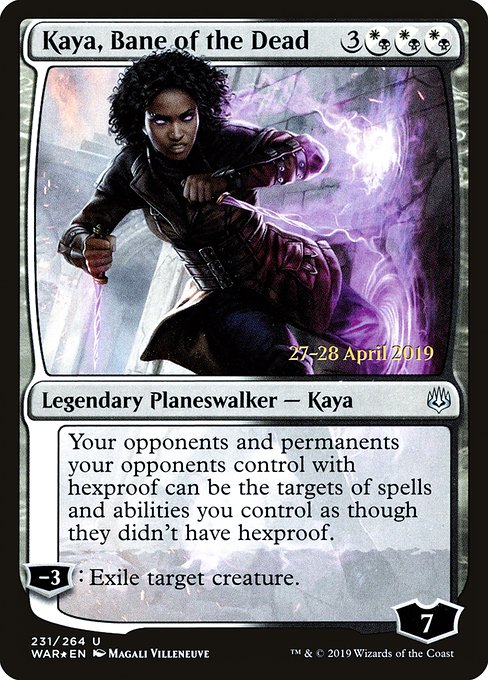 Kaya, Bane of the Dead 3
27–28 April 2019
Legendary Planeswalker — Kaya
Your opponents and permanents
your opponents control with
hexproof can be the targets of spells
and abilities you control as though
they didn't have hexproof.
−3 : Exile target creature.
7
231/264 U
WAR★EN Magali Villeneuve
™ & © 2019 Wizards of the Coast